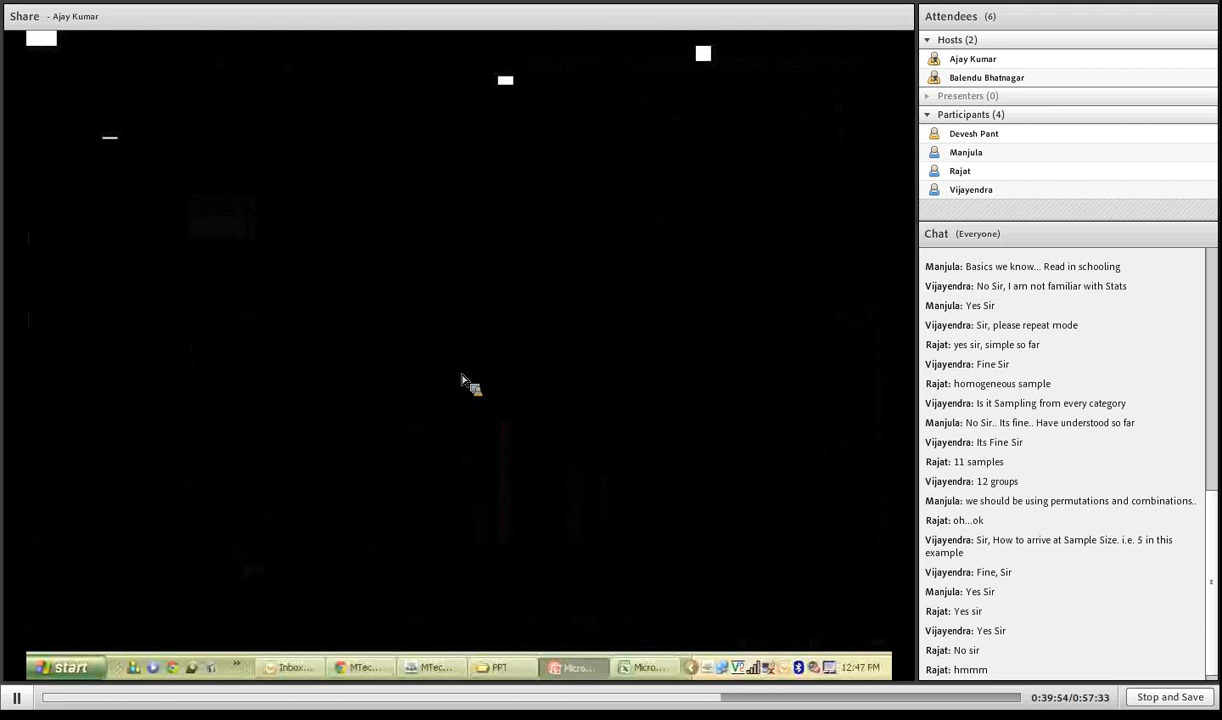 Share - Ajay Kumar
Attendees (6)
Hosts (2)
Ajay Kumar
Balendu Bhatnagar
Presenters (0)
Participants (4)
Devesh Pant
Manjula
Rajat
Vijayendra
Chat (Everyone)
Manjula: Basics we know... Read in schooling
Vijayendra: No Sir, I am not familiar with Stats
Manjula: Yes Sir
Vijayendra: Sir, please repeat mode
Rajat: yes sir, simple so far
Vijayendra: Fine Sir
Rajat: homogeneous sample
Vijayendra: Is it Sampling from every category
Manjula: No Sir.. Its fine.. Have understood so far
Vijayendra: Its Fine Sir
Rajat: 11 samples
Vijayendra: 12 groups
Manjula: we should be using permutations and combinations..
Rajat: oh...ok
Vijayendra: Sir, How to arrive at Sample Size. i.e. 5 in this
example
Vijayendra: Fine, Sir
Manjula: Yes Sir
Rajat: Yes sir
Vijayendra: Yes Sir
Rajat: No sir
Rajat: hmmm
start Inbox... MTec... MTec... PPT Micro... Micro... 12:47 PM
0:39:54/0:57:33 Stop and Save